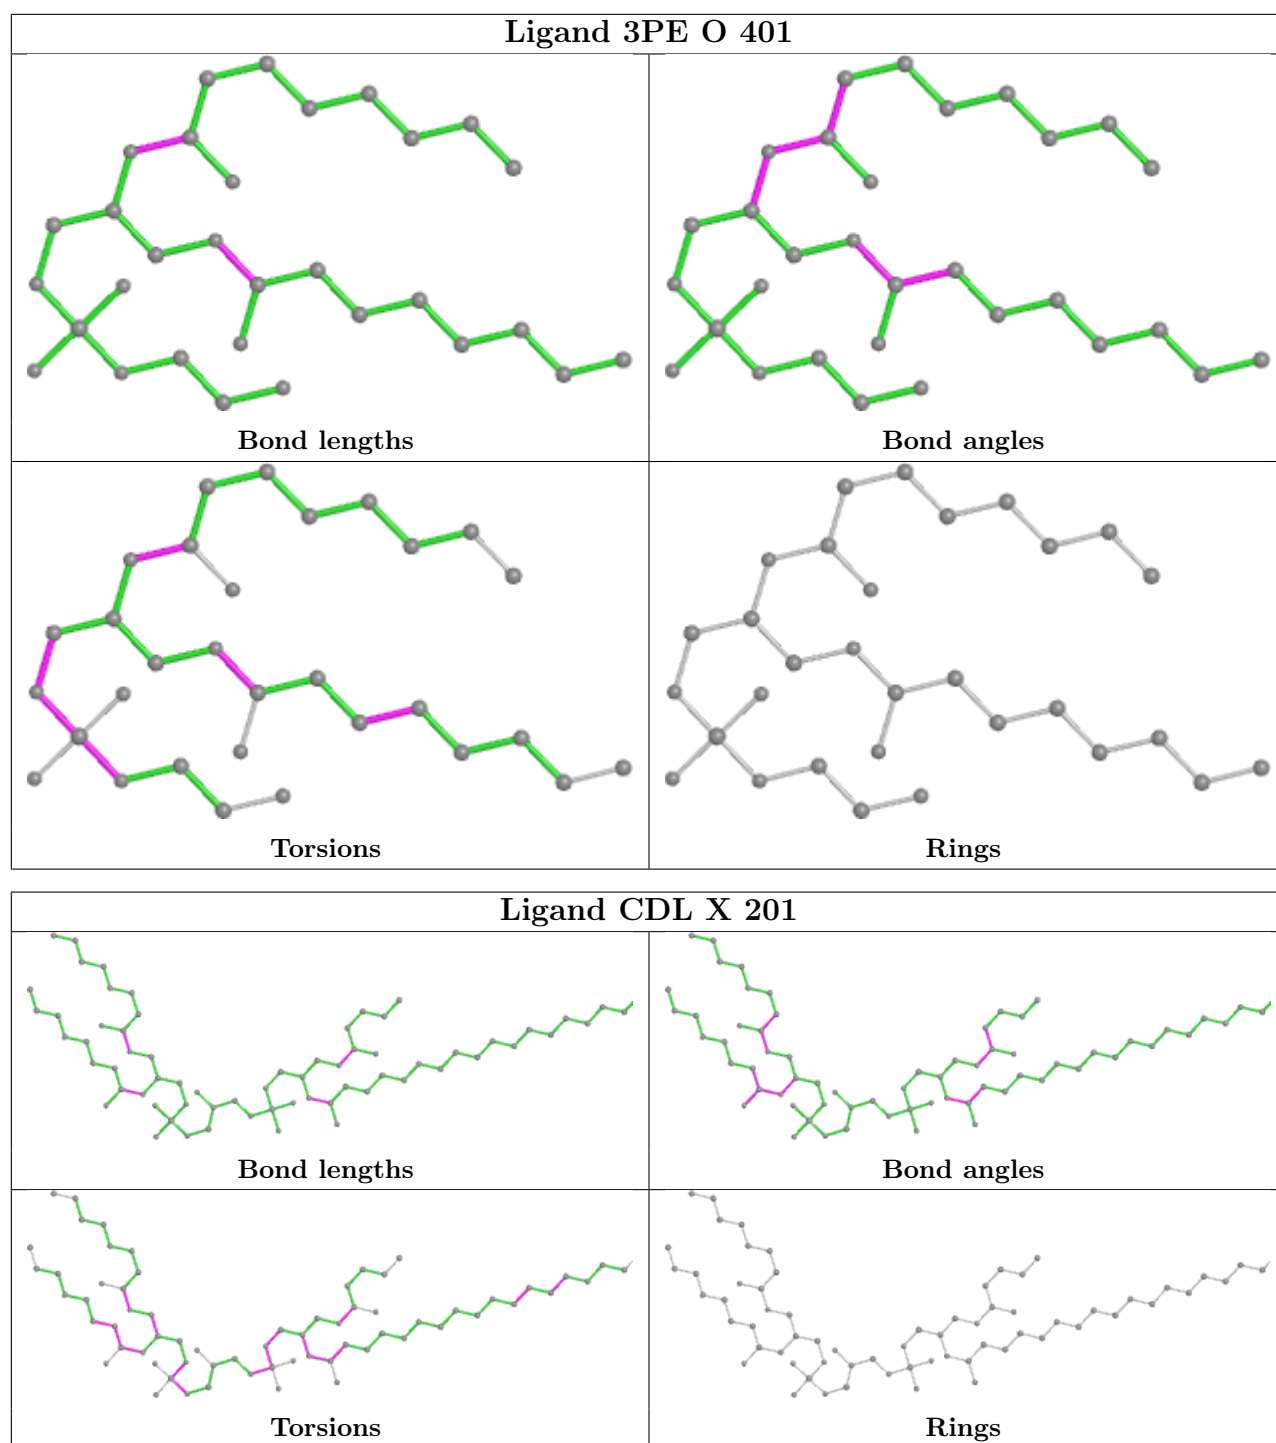 Ligand 3PE O 401
Bond lengths
Bond angles
Torsions
Rings
Ligand CDL X 201
Bond lengths
Bond angles
Torsions
Rings